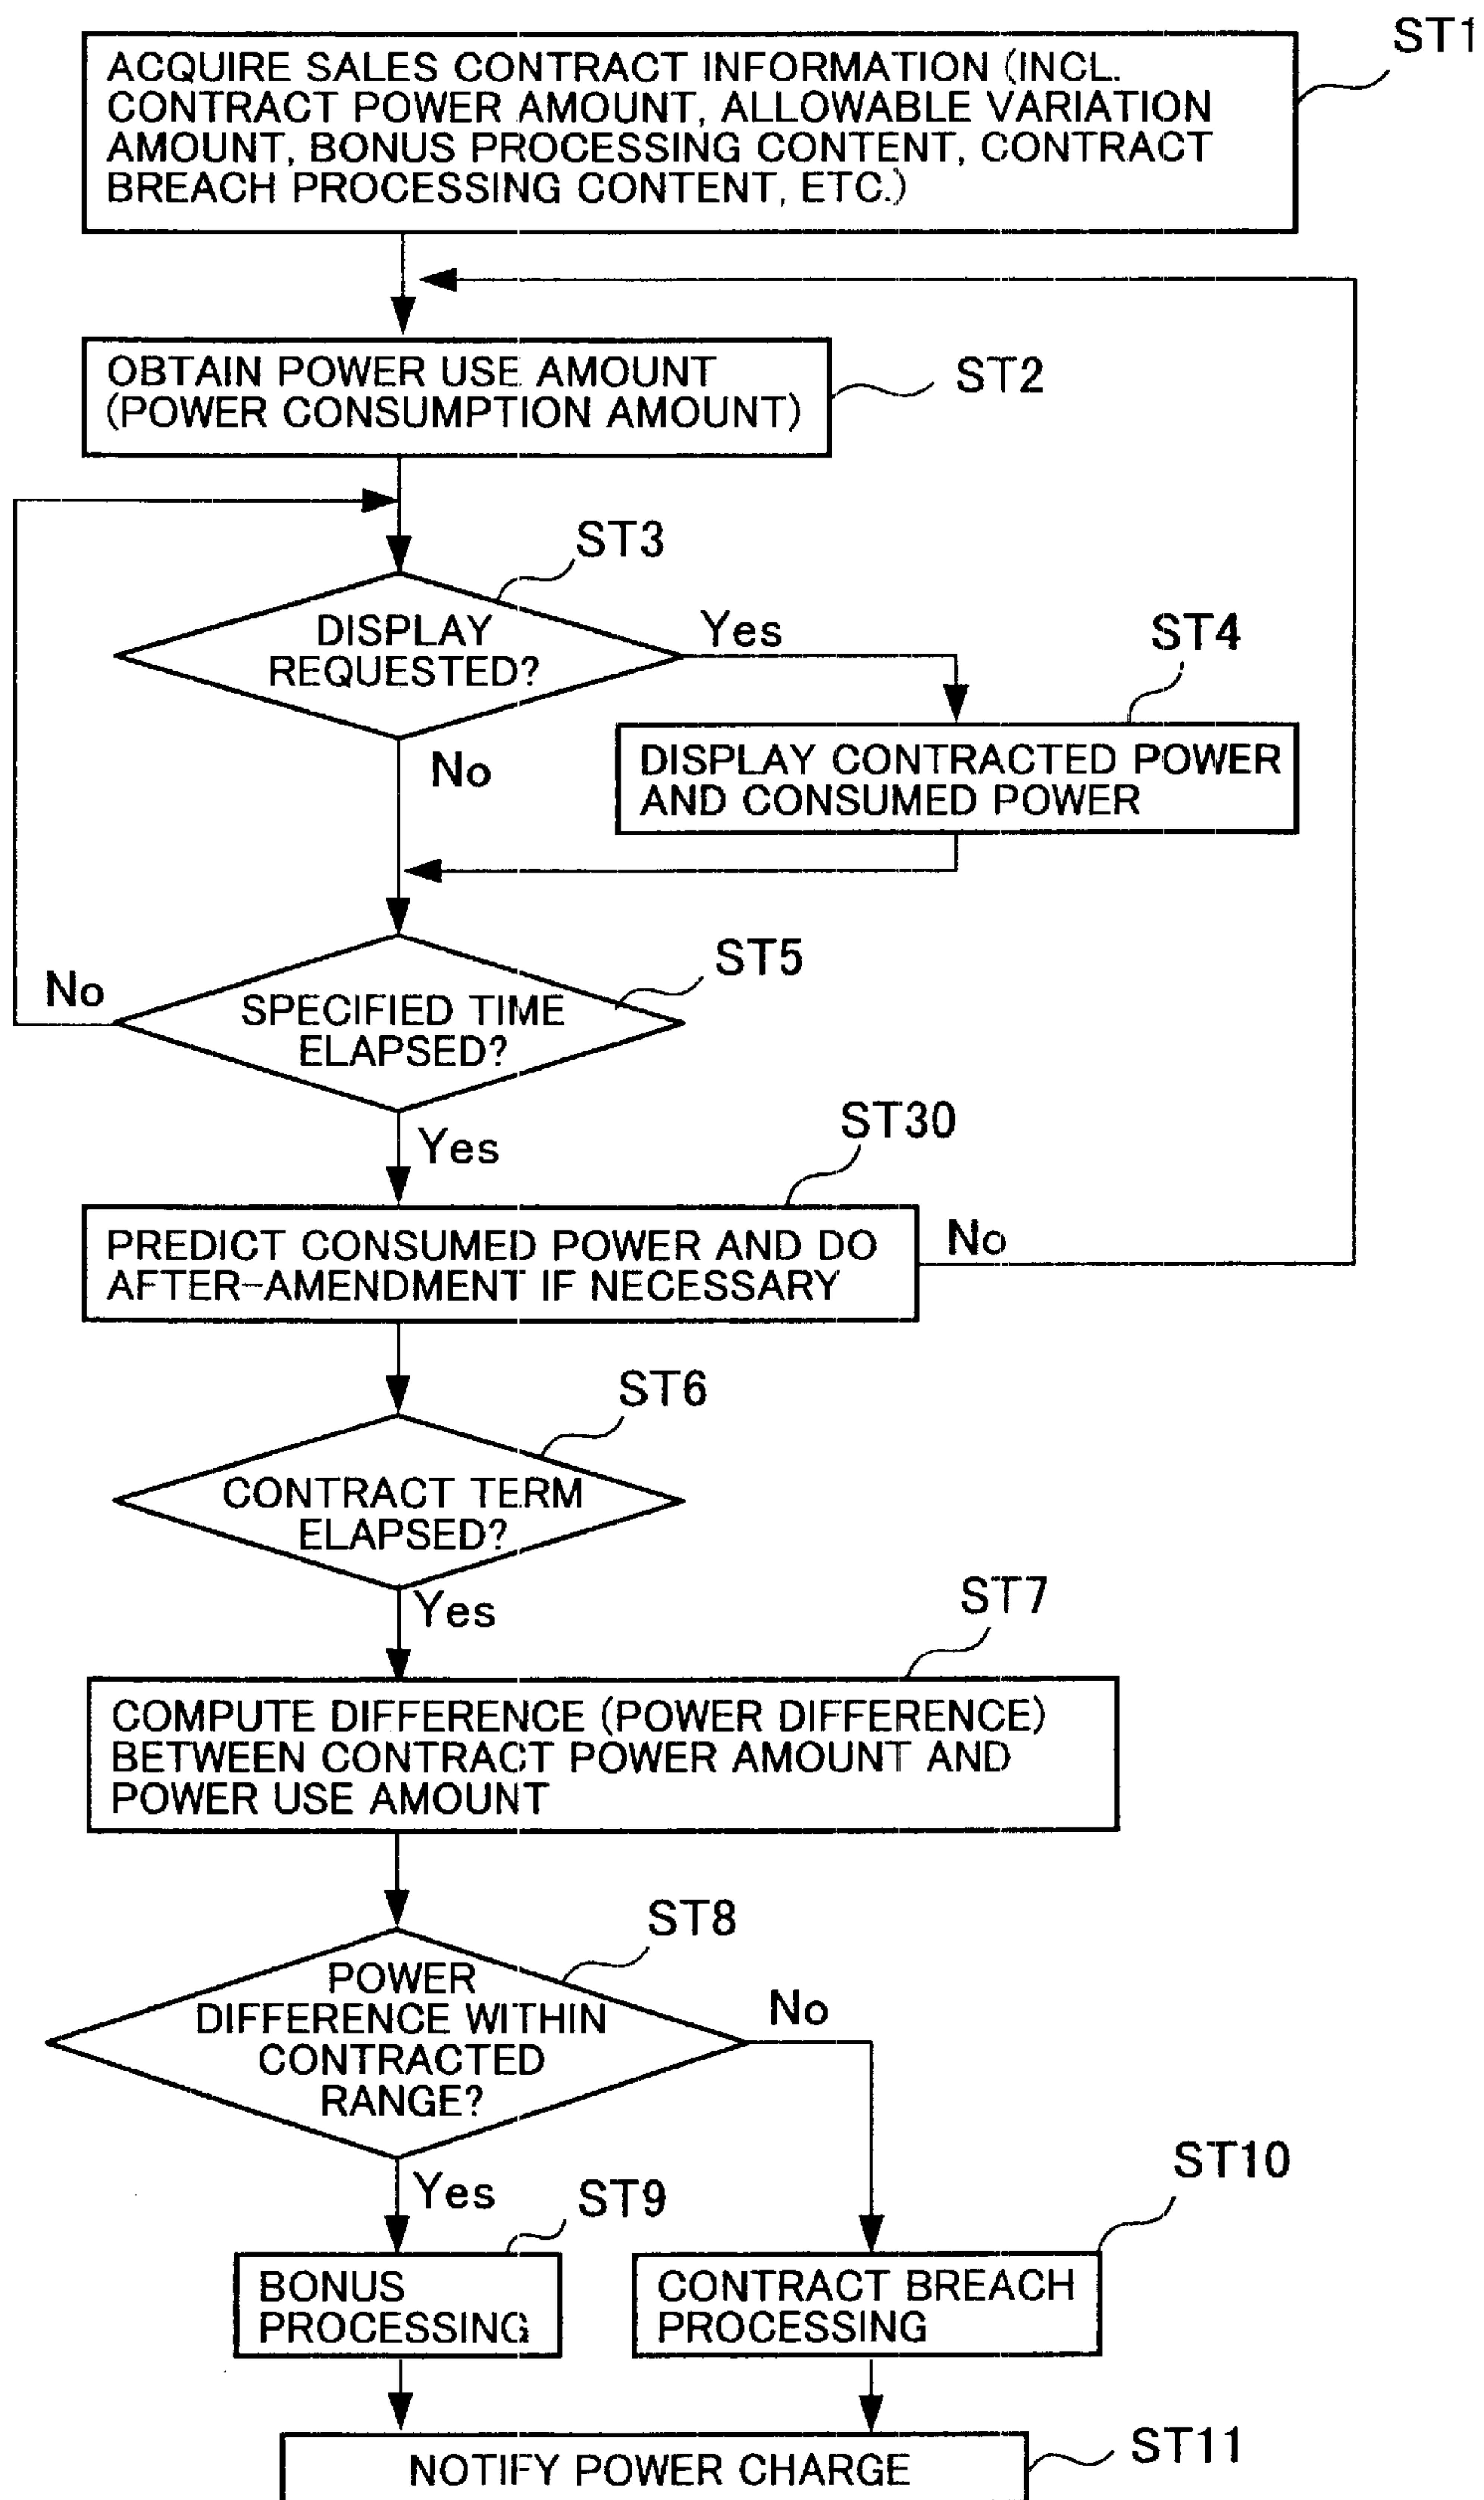 ST1
ACQUIRE SALES CONTRACT INFORMATION (INCL.
CONTRACT POWER AMOUNT, ALLOWABLE VARIATION
AMOUNT, BONUS PROCESSING CONTENT, CONTRACT
BREACH PROCESSING CONTENT, ETC.)
OBTAIN POWER USE AMOUNT
(POWER CONSUMPTION AMOUNT)
ST2
ST3
DISPLAY
REQUESTED?
Yes
ST4
No
DISPLAY CONTRACTED POWER
AND CONSUMED POWER
ST5
No
SPECIFIED TIME
ELAPSED?
Yes
ST30
PREDICT CONSUMED POWER AND DO
AFTER-AMENDMENT IF NECESSARY
No
ST6
CONTRACT TERM
ELAPSED?
Yes
ST7
COMPUTE DIFFERENCE (POWER DIFFERENCE)
BETWEEN CONTRACT POWER AMOUNT AND
POWER USE AMOUNT
ST8
POWER
DIFFERENCE WITHIN
CONTRACTED
RANGE?
No
Yes
ST9
ST10
BONUS
PROCESSING
CONTRACT BREACH
PROCESSING
NOTIFY POWER CHARGE
ST11